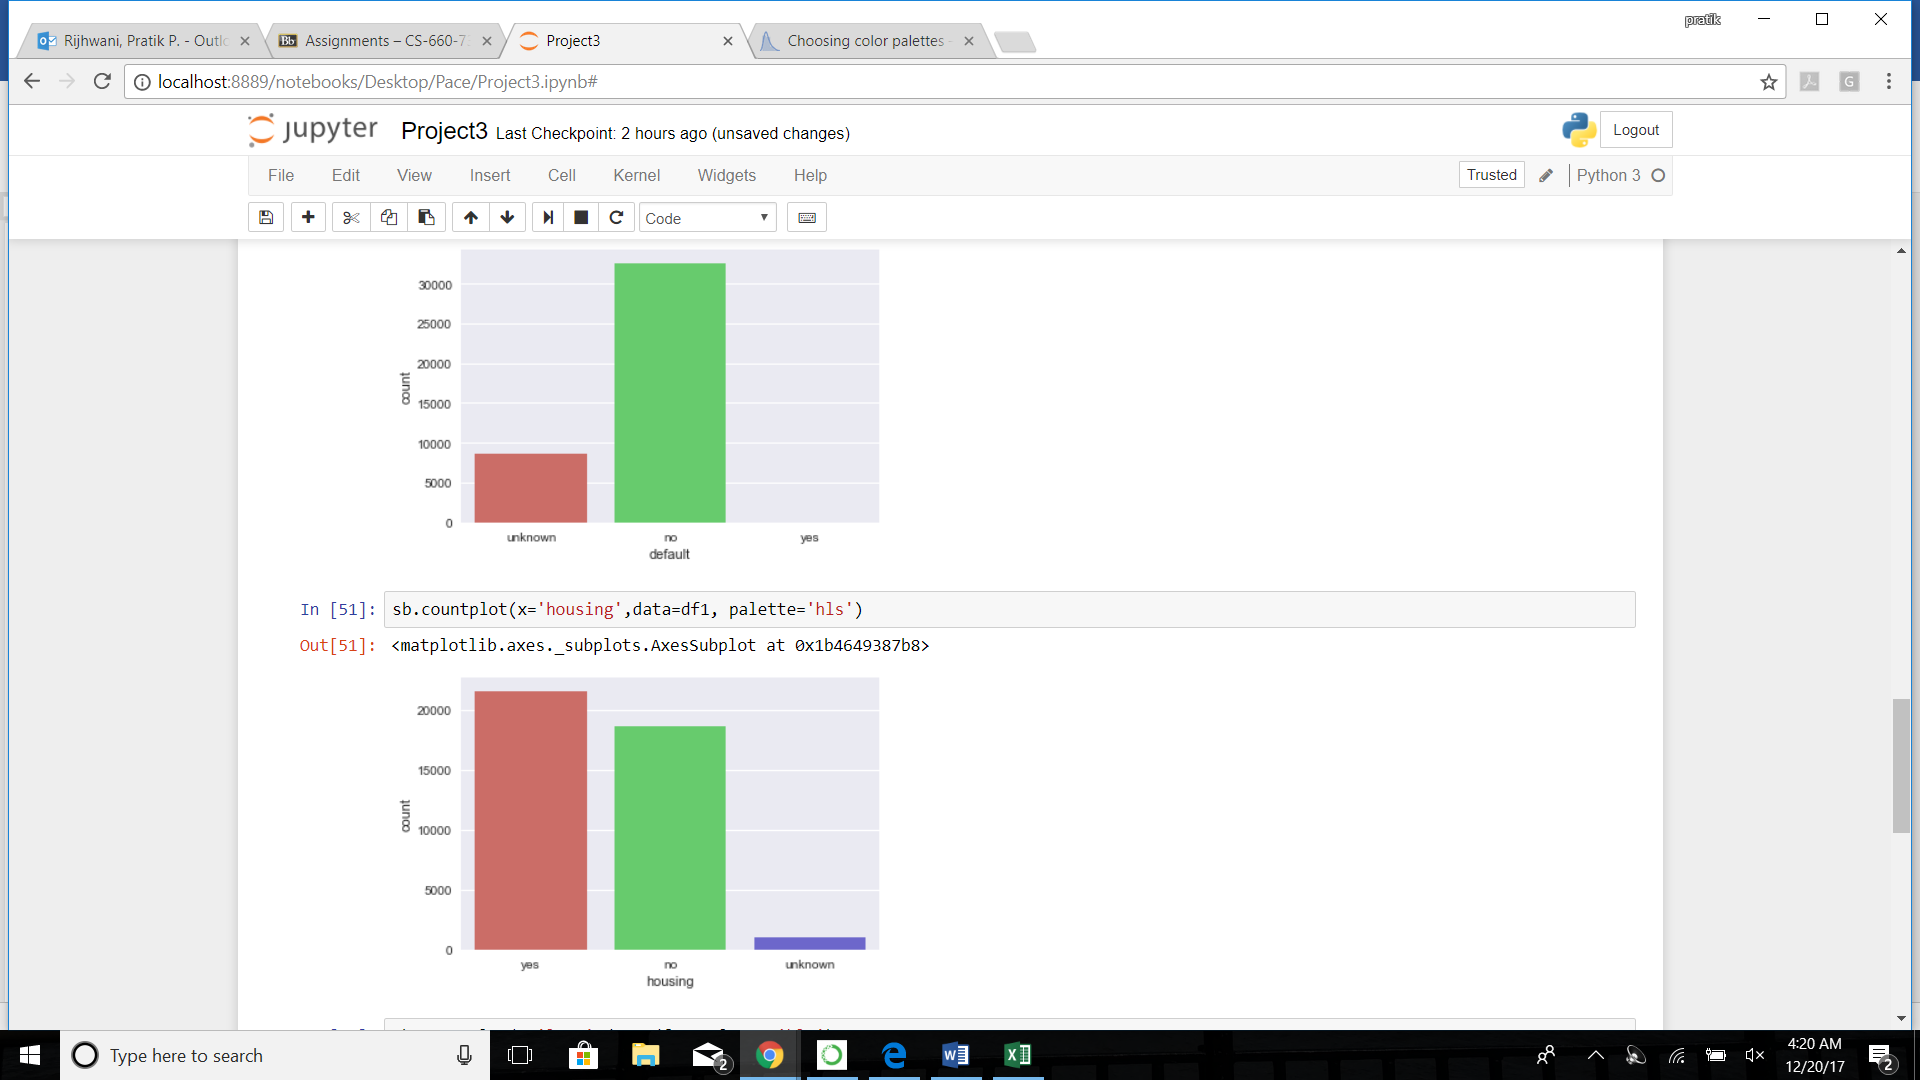 pratik
Rijhwani, Pratik P. - Outlo
Assignments – CS-660-7
Project3
Choosing color palettes
localhost:8889/notebooks/Desktop/Pace/Project3.ipynb#
jupyter Project3 Last Checkpoint: 2 hours ago (unsaved changes)
Logout
File Edit View Insert Cell Kernel Widgets Help
Trusted
Python 3
Code
30000
25000
20000
15000
10000
5000
0
count
unknown no yes
default
In [51]: sb.countplot(x='housing',data=df1, palette='hls')
Out[51]: <matplotlib.axes._subplots.AxesSubplot at 0x1b4649387b8>
20000
15000
10000
5000
0
count
yes no unknown
housing
Type here to search
2
4:20 AM
12/20/17
2